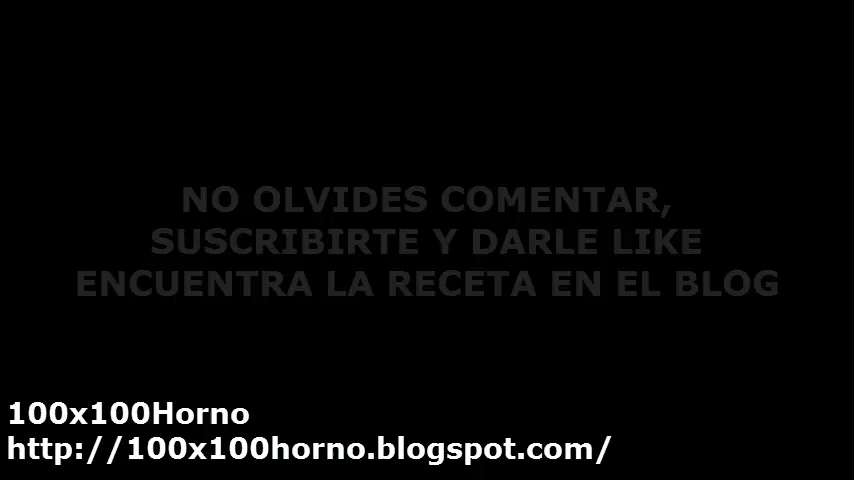 NO OLVIDES COMENTAR,
SUSCRIBIRTE Y DARLE LIKE
ENCUENTRA LA RECETA EN EL BLOG
100x100Horno
http://100x100horno.blogspot.com/